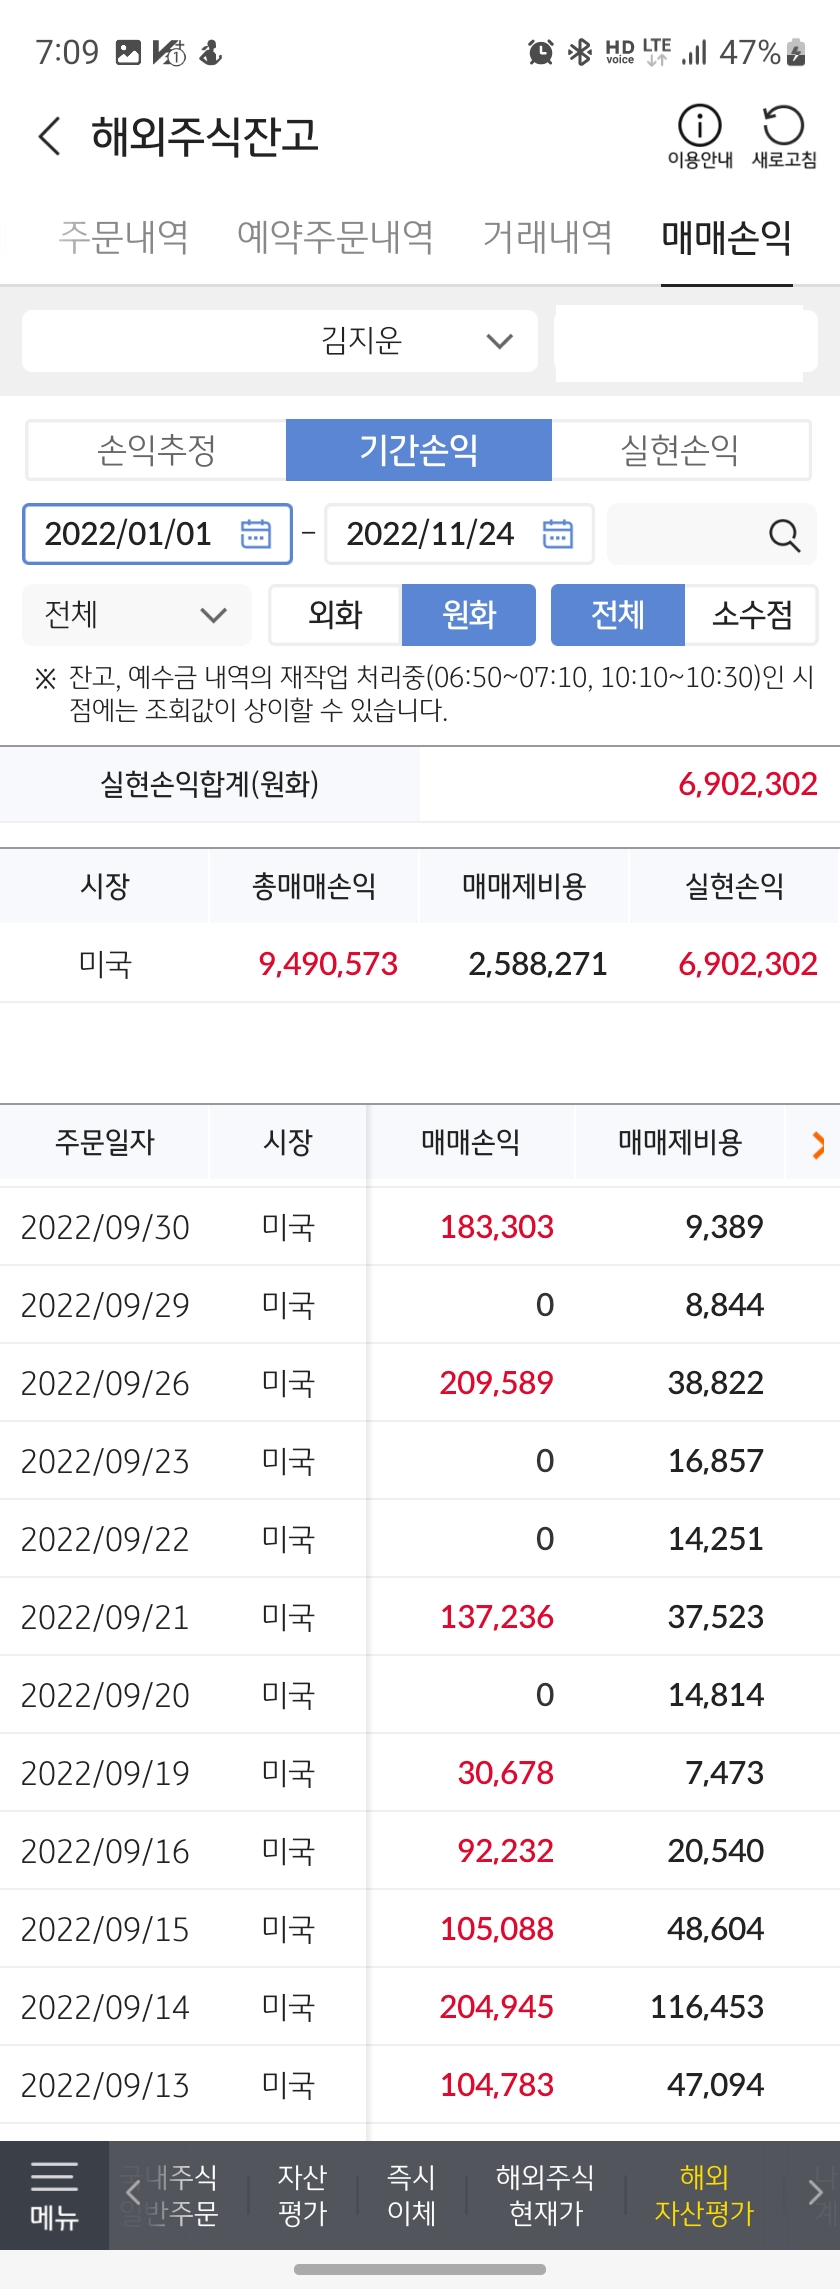 7:09 HD voice LTE 47%
해외주식잔고 이용안내 새로고침
주문내역 예약주문내역 거래내역 매매손익
김지운
손익추정 기간손익 실현손익
2022/01/01 – 2022/11/24
전체 외화 원화 전체 소수점
※ 잔고, 예수금 내역의 재작업 처리중(06:50~07:10, 10:10~10:30)인 시
점에는 조회값이 상이할 수 있습니다.
실현손익합계(원화) 6,902,302
시장 총매매손익 매매제비용 실현손익
미국 9,490,573 2,588,271 6,902,302
주문일자 시장 매매손익 매매제비용
2022/09/30 미국 183,303 9,389
2022/09/29 미국 0 8,844
2022/09/26 미국 209,589 38,822
2022/09/23 미국 0 16,857
2022/09/22 미국 0 14,251
2022/09/21 미국 137,236 37,523
2022/09/20 미국 0 14,814
2022/09/19 미국 30,678 7,473
2022/09/16 미국 92,232 20,540
2022/09/15 미국 105,088 48,604
2022/09/14 미국 204,945 116,453
2022/09/13 미국 104,783 47,094
메뉴
국내주식
일반주문
자산
평가
즉시
이체
해외주식
현재가
해외
자산평가